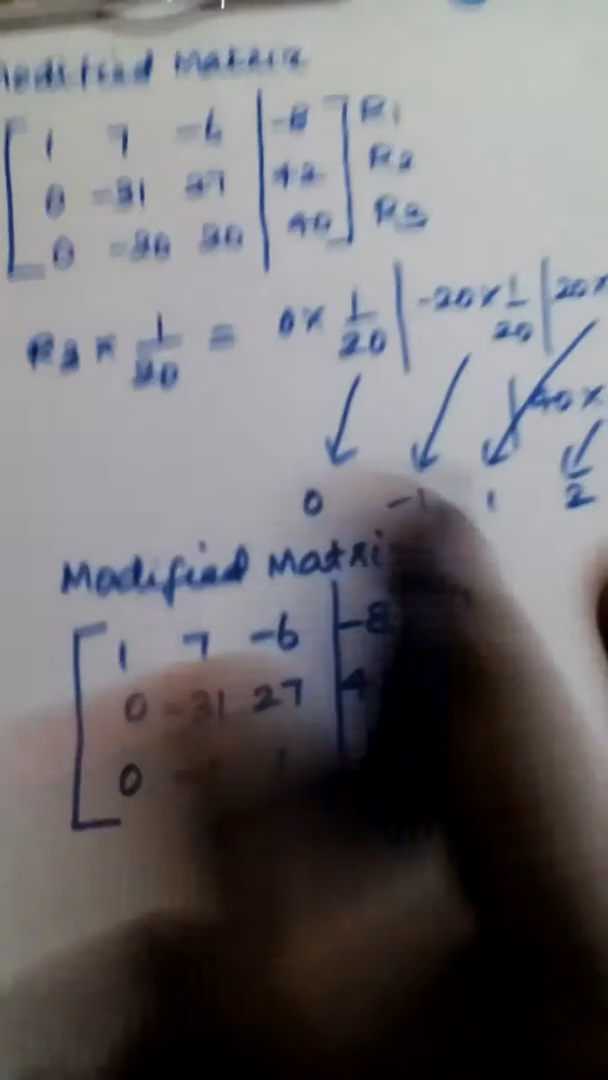 Modified Matrix
1 7 -6 | -8 R1
0 -31 27 | 42 R2
0 -20 20 | 40 R3
R3 × 1/20 = 0 × 1/20 | -20 × 1/20 | 20 ×
| 40 ×
0 -1 1 2
Modified Matrix
1 7 -6 | -8
0 -31 27 | 4
0